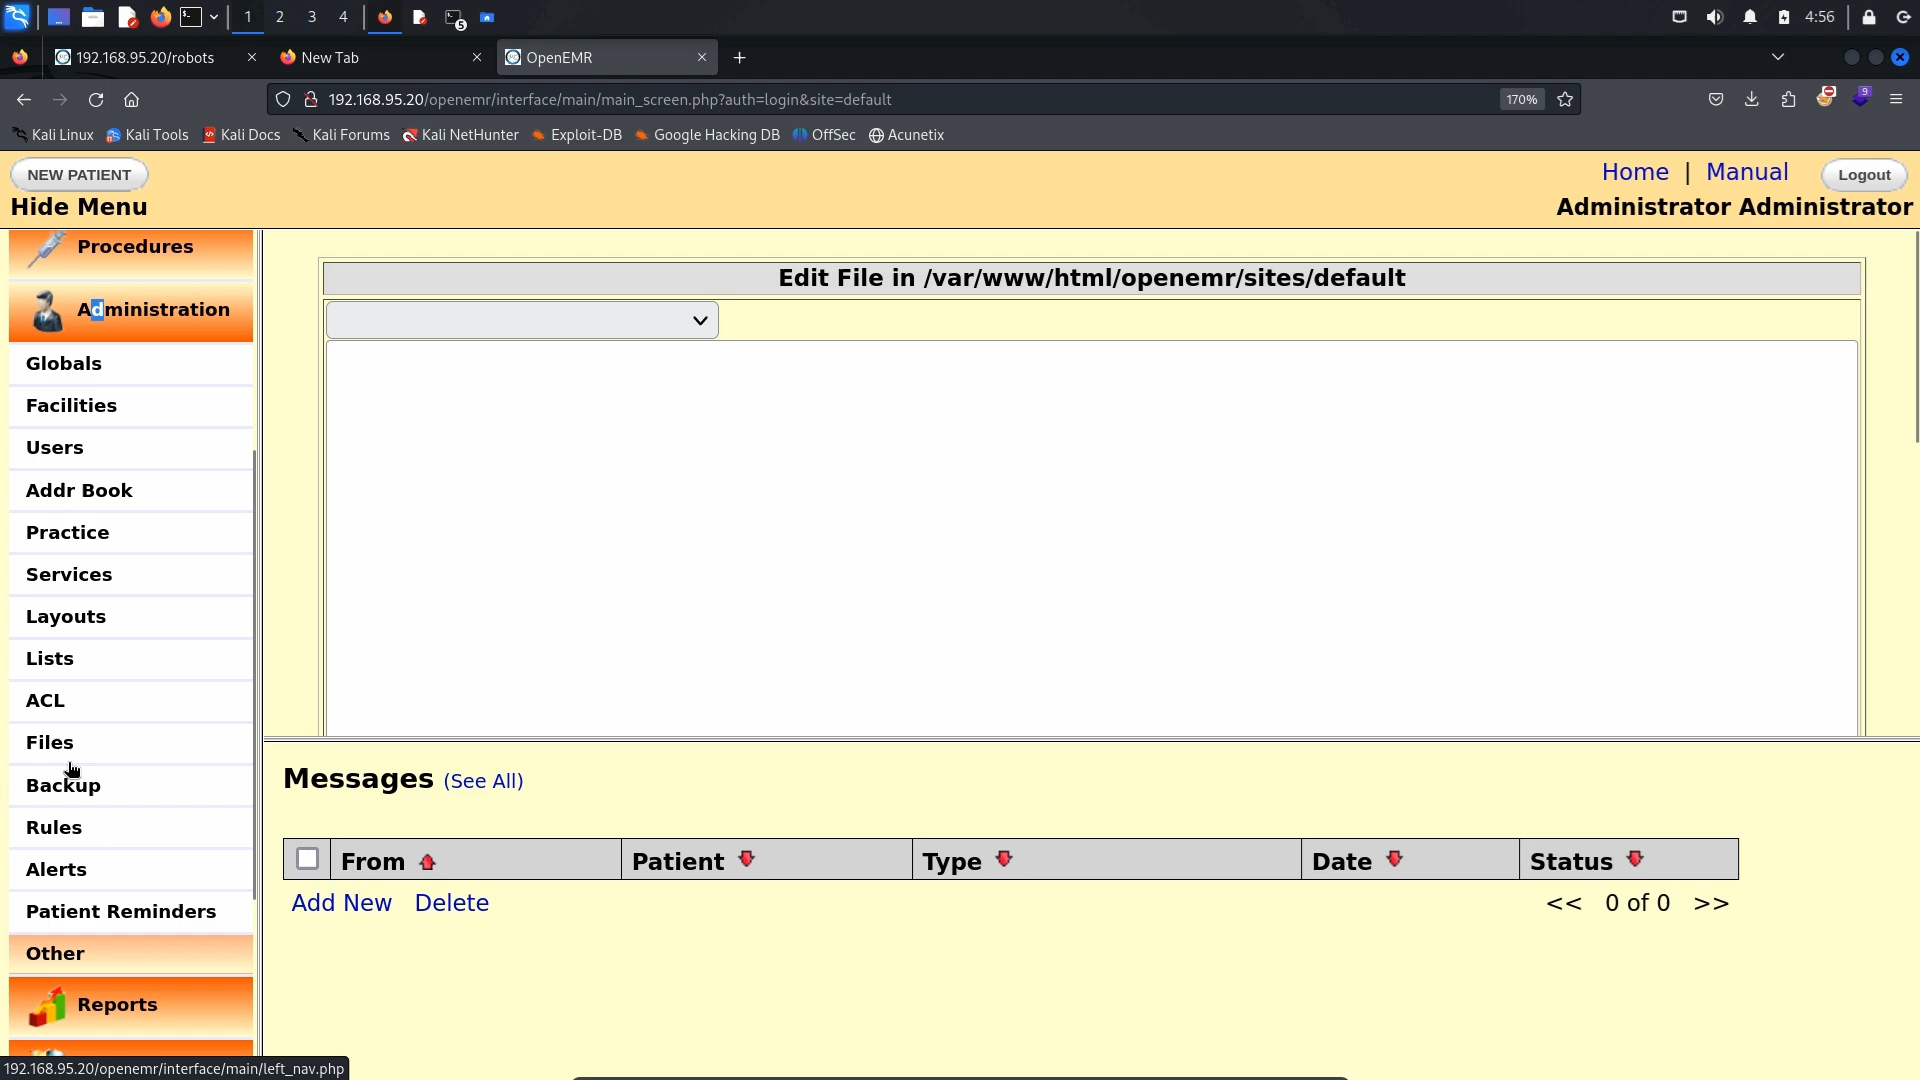 1 2 3 4 5 4:56
192.168.95.20/robots New Tab OpenEMR
192.168.95.20/openemr/interface/main/main_screen.php?auth=login&site=default 170% 9
Kali Linux Kali Tools Kali Docs Kali Forums Kali NetHunter Exploit-DB Google Hacking DB OffSec Acunetix
NEW PATIENT Home | Manual Logout
Hide Menu Administrator Administrator
Procedures
Administration
Globals
Facilities
Users
Addr Book
Practice
Services
Layouts
Lists
ACL
Files
Backup
Rules
Alerts
Patient Reminders
Other
Reports
Edit File in /var/www/html/openemr/sites/default
Messages (See All)
From Patient Type Date Status
Add New Delete << 0 of 0 >>
192.168.95.20/openemr/interface/main/left_nav.php